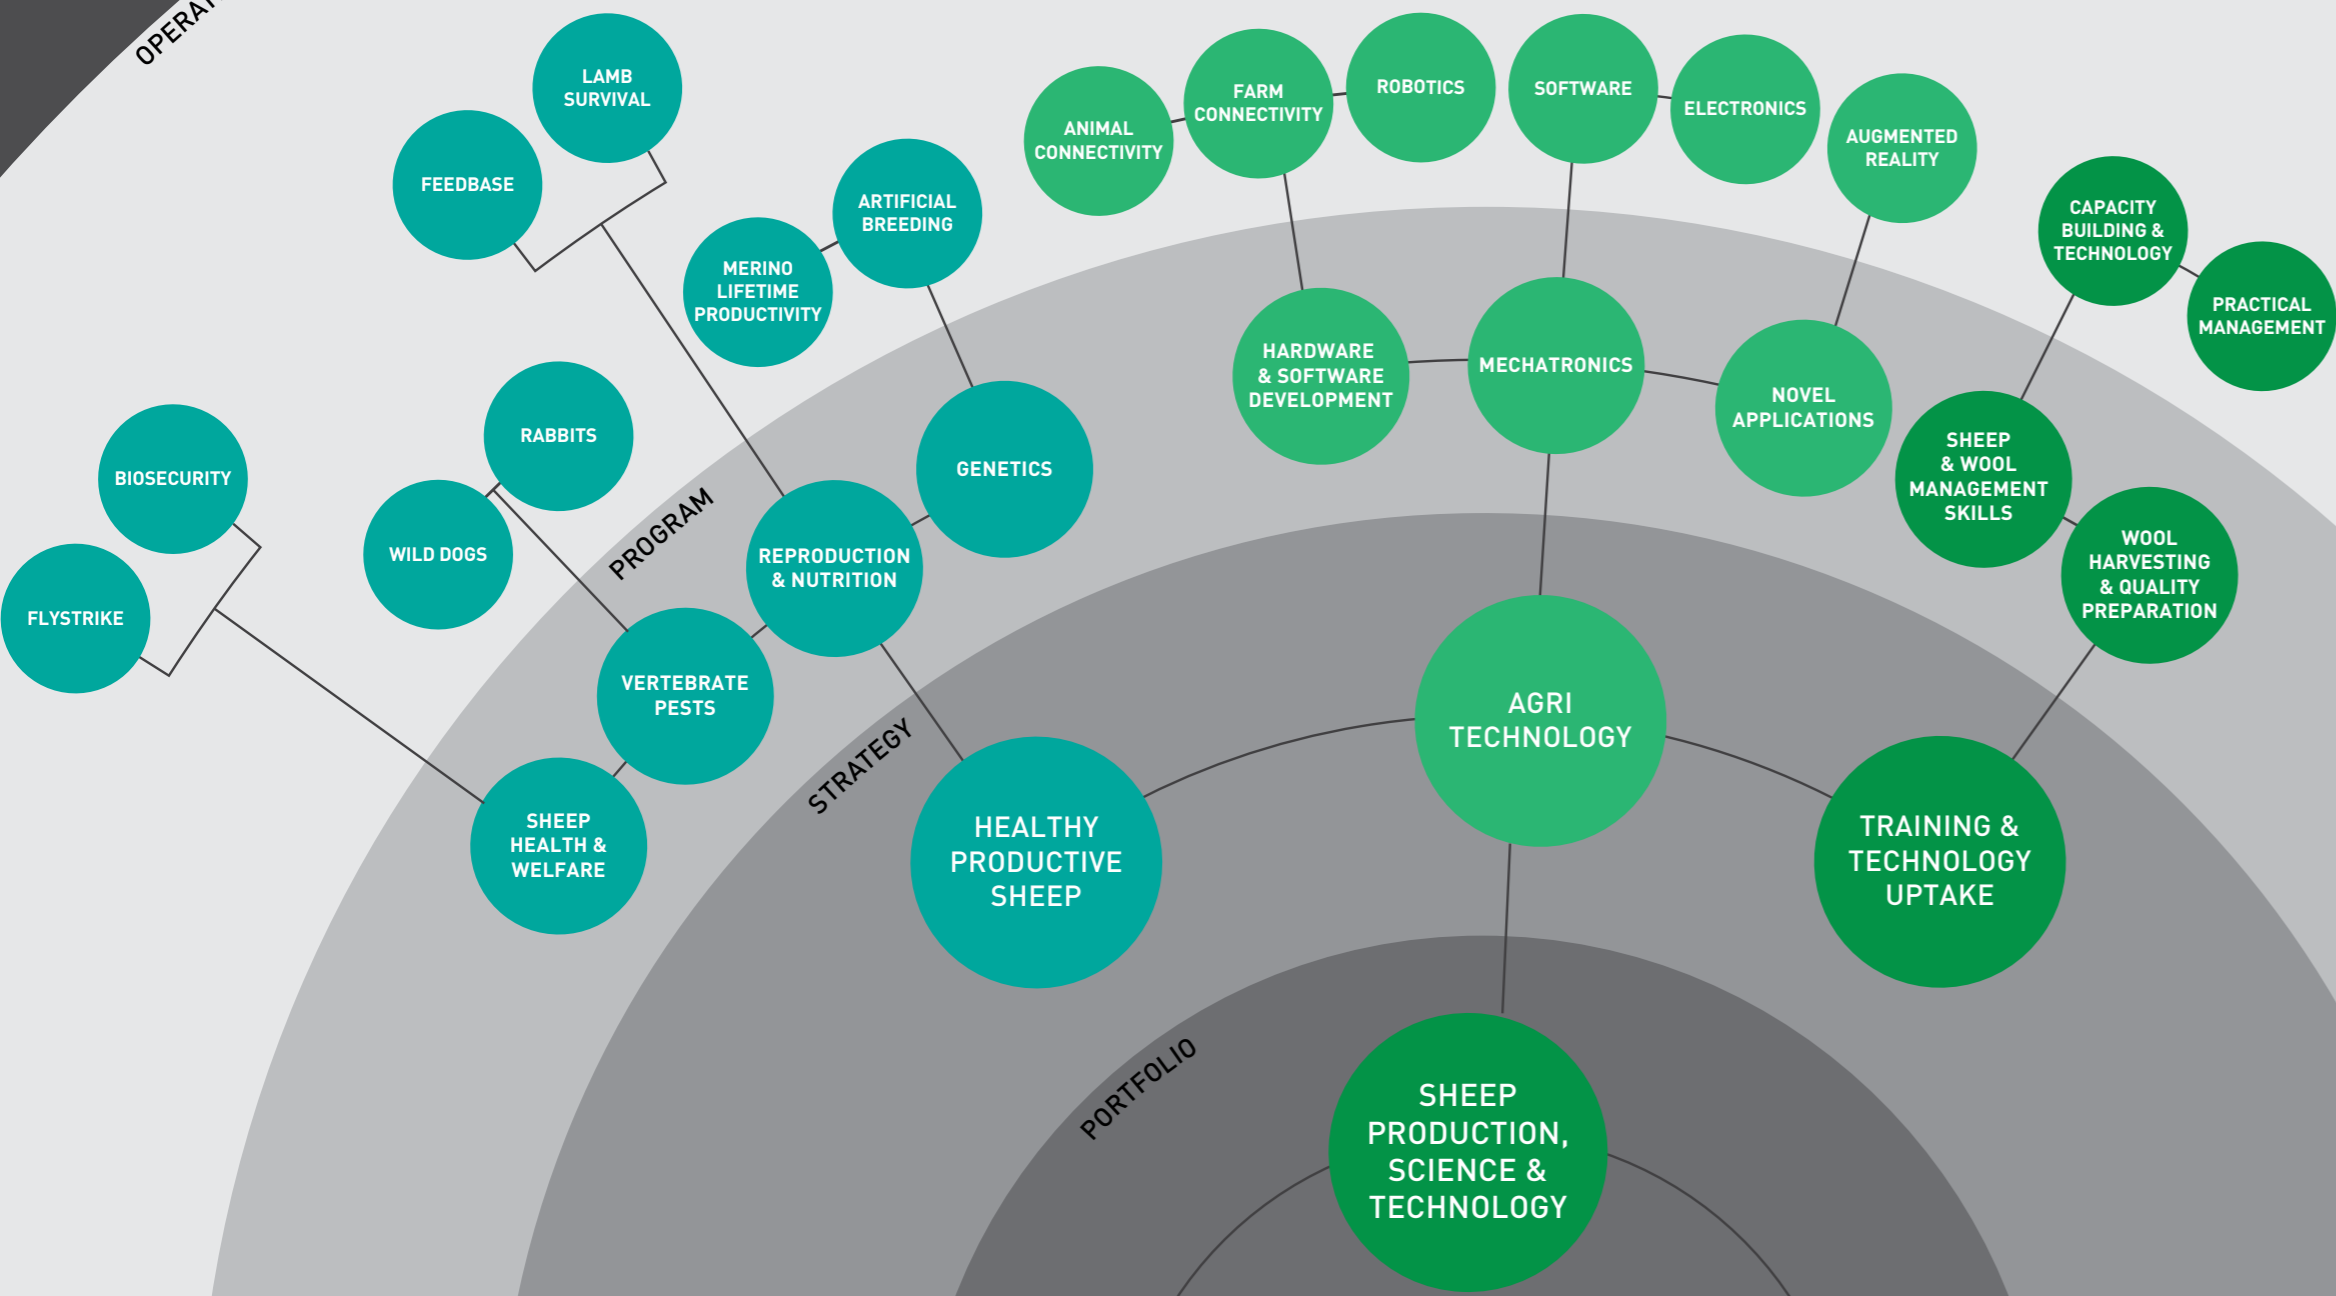 OPERAT
LAMB
SURVIVAL
FEEDBASE
ARTIFICIAL
BREEDING
MERINO
LIFETIME
PRODUCTIVITY
RABBITS
WILD DOGS
BIOSECURITY
FLYSTRIKE
PROGRAM
GENETICS
REPRODUCTION
& NUTRITION
VERTEBRATE
PESTS
SHEEP
HEALTH &
WELFARE
ANIMAL
CONNECTIVITY
FARM
CONNECTIVITY
ROBOTICS
SOFTWARE
ELECTRONICS
AUGMENTED
REALITY
HARDWARE
& SOFTWARE
DEVELOPMENT
MECHATRONICS
NOVEL
APPLICATIONS
CAPACITY
BUILDING &
TECHNOLOGY
PRACTICAL
MANAGEMENT
SHEEP
& WOOL
MANAGEMENT
SKILLS
WOOL
HARVESTING
& QUALITY
PREPARATION
STRATEGY
HEALTHY
PRODUCTIVE
SHEEP
AGRI
TECHNOLOGY
TRAINING &
TECHNOLOGY
UPTAKE
PORTFOLIO
SHEEP
PRODUCTION,
SCIENCE &
TECHNOLOGY